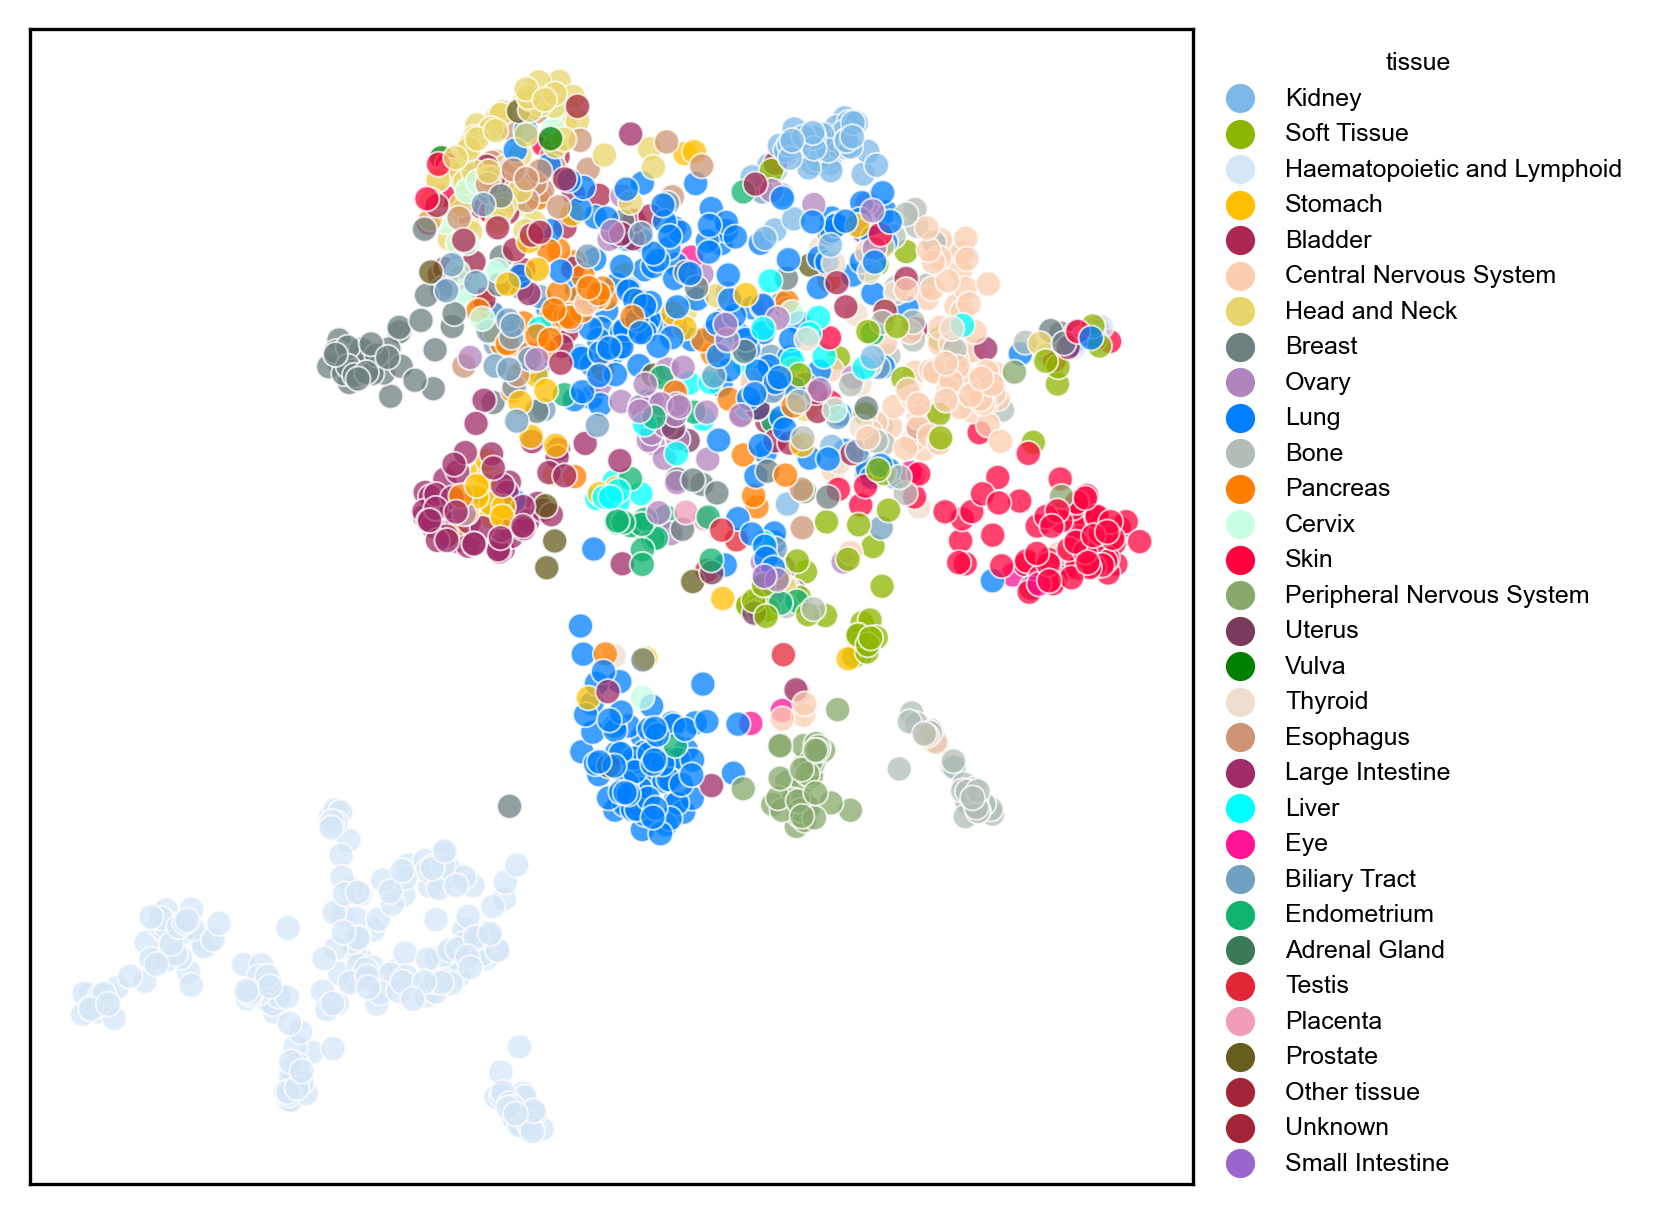 tissue
Kidney
Soft Tissue
Haematopoietic and Lymphoid
Stomach
Bladder
Central Nervous System
Head and Neck
Breast
Ovary
Lung
Bone
Pancreas
Cervix
Skin
Peripheral Nervous System
Uterus
Vulva
Thyroid
Esophagus
Large Intestine
Liver
Eye
Biliary Tract
Endometrium
Adrenal Gland
Testis
Placenta
Prostate
Other tissue
Unknown
Small Intestine